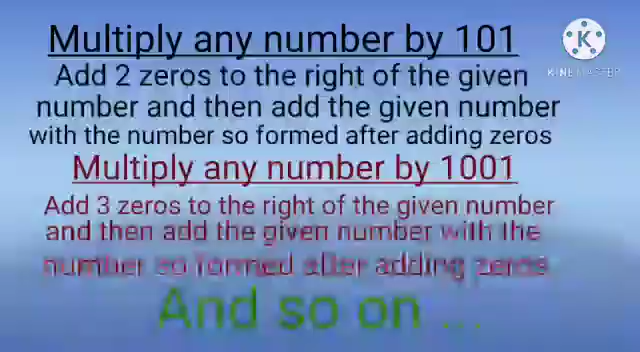 Multiply any number by 101
Add 2 zeros to the right of the given
number and then add the given number
with the number so formed after adding zeros
Multiply any number by 1001
Add 3 zeros to the right of the given number
and then add the given number with the
number so formed after adding zeros
And so on ...
K
KINEMASTER